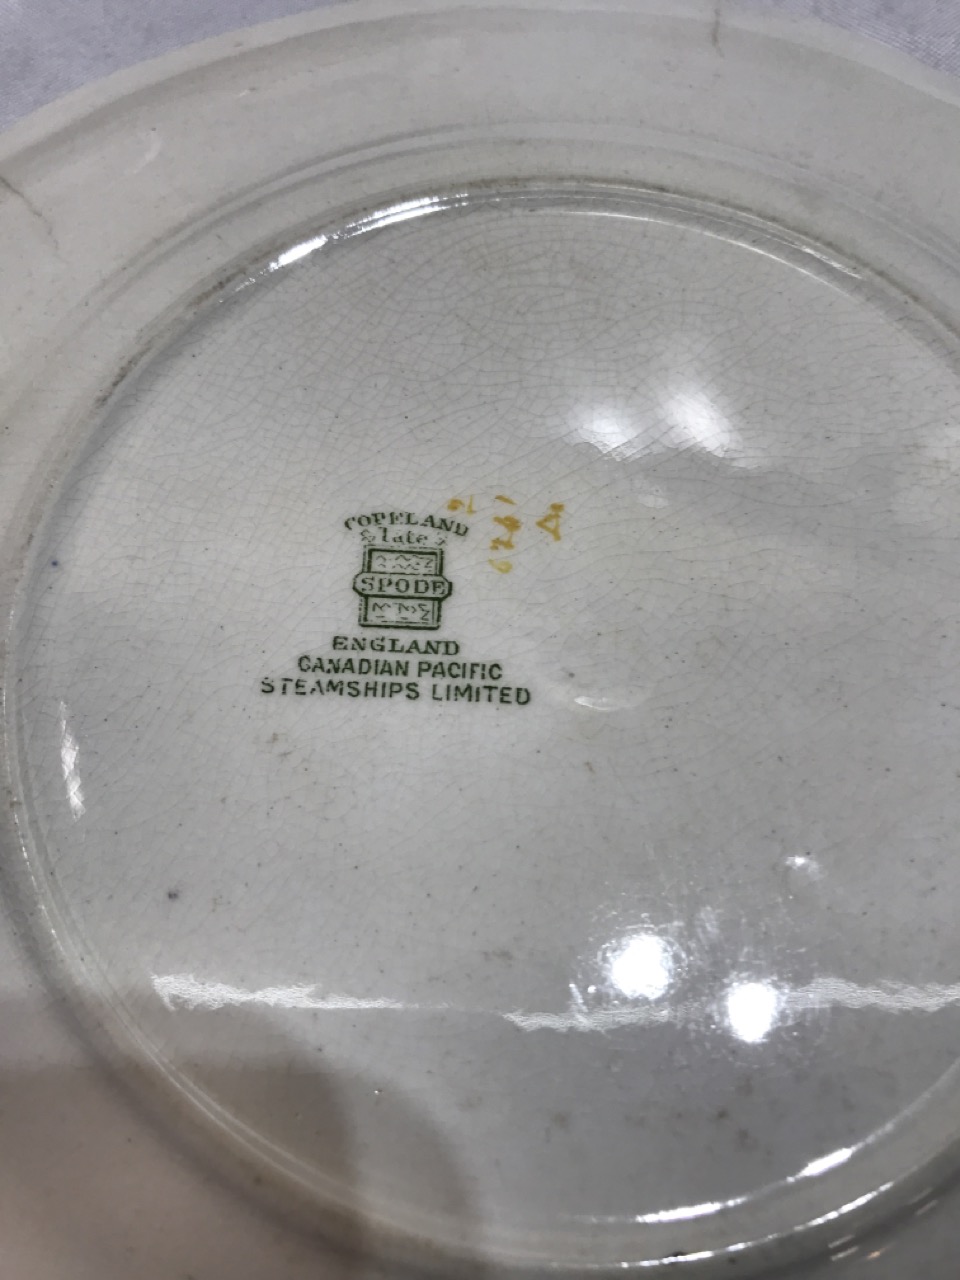 COPELAND
late
SPODE
ENGLAND
CANADIAN PACIFIC
STEAMSHIPS LIMITED